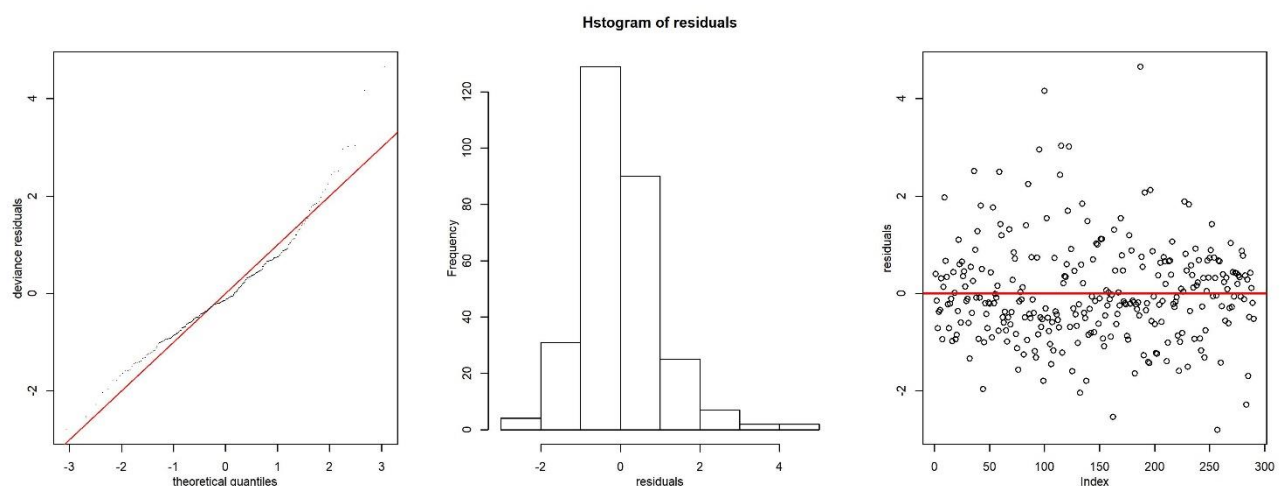 Hstogram of residuals
deviance residuals
4
2
0
-2
-3 -2 -1 0 1 2 3
theoretical quantiles
Frequency
120
100
80
60
40
20
0
-2 0 2 4
residuals
residuals
4
2
0
-2
0 50 100 150 200 250 300
Index